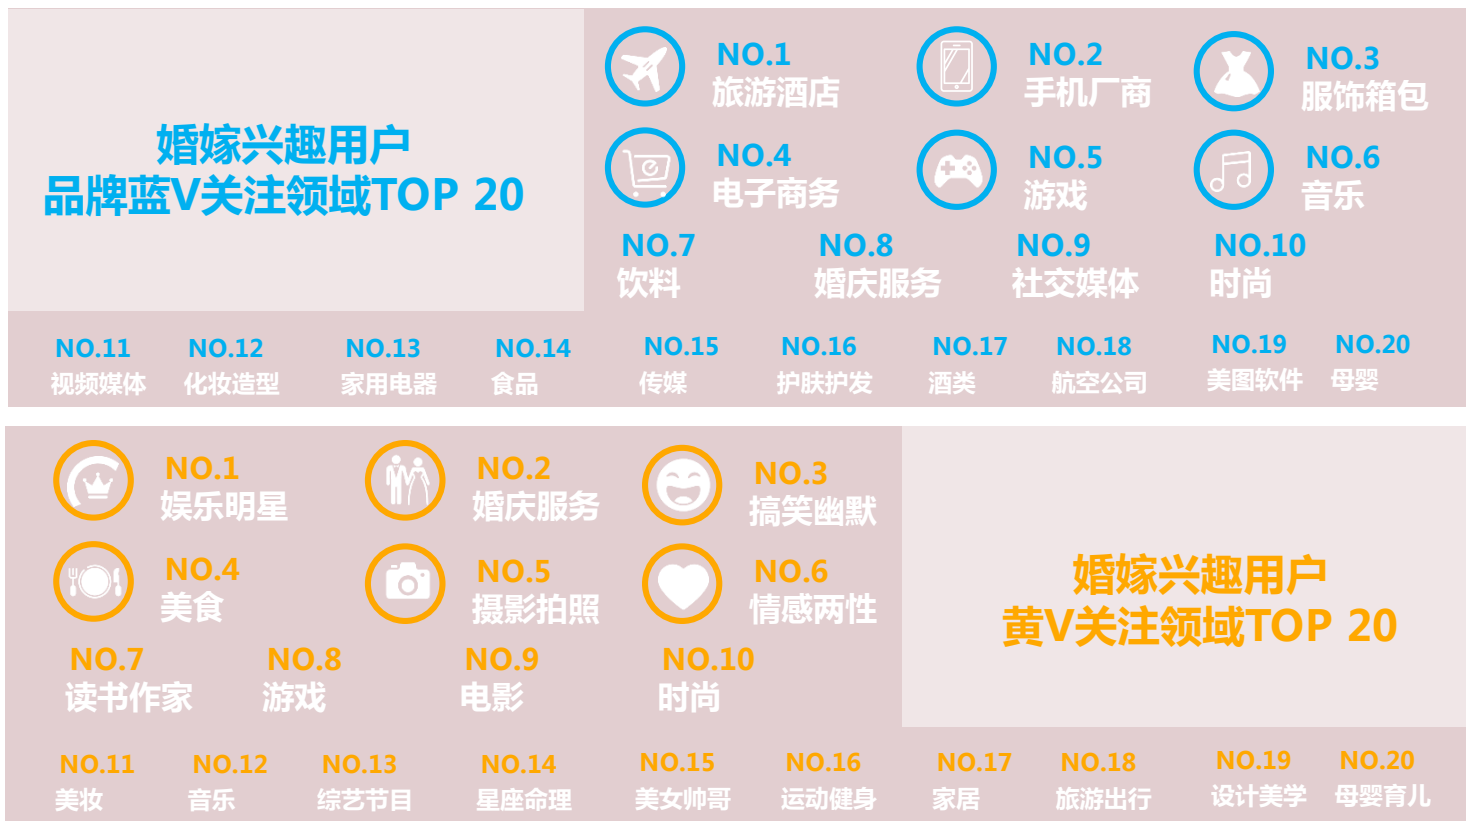 婚嫁兴趣用户
品牌蓝V关注领域TOP 20
NO.1
旅游酒店
NO.2
手机厂商
NO.3
服饰箱包
NO.4
电子商务
NO.5
游戏
NO.6
音乐
NO.7
饮料
NO.8
婚庆服务
NO.9
社交媒体
NO.10
时尚
NO.11
视频媒体
NO.12
化妆造型
NO.13
家用电器
NO.14
食品
NO.15
传媒
NO.16
护肤护发
NO.17
酒类
NO.18
航空公司
NO.19
美图软件
NO.20
母婴
NO.1
娱乐明星
NO.2
婚庆服务
NO.3
搞笑幽默
NO.4
美食
NO.5
摄影拍照
NO.6
情感两性
NO.7
读书作家
NO.8
游戏
NO.9
电影
NO.10
时尚
婚嫁兴趣用户
黄V关注领域TOP 20
NO.11
美妆
NO.12
音乐
NO.13
综艺节目
NO.14
星座命理
NO.15
美女帅哥
NO.16
运动健身
NO.17
家居
NO.18
旅游出行
NO.19
设计美学
NO.20
母婴育儿